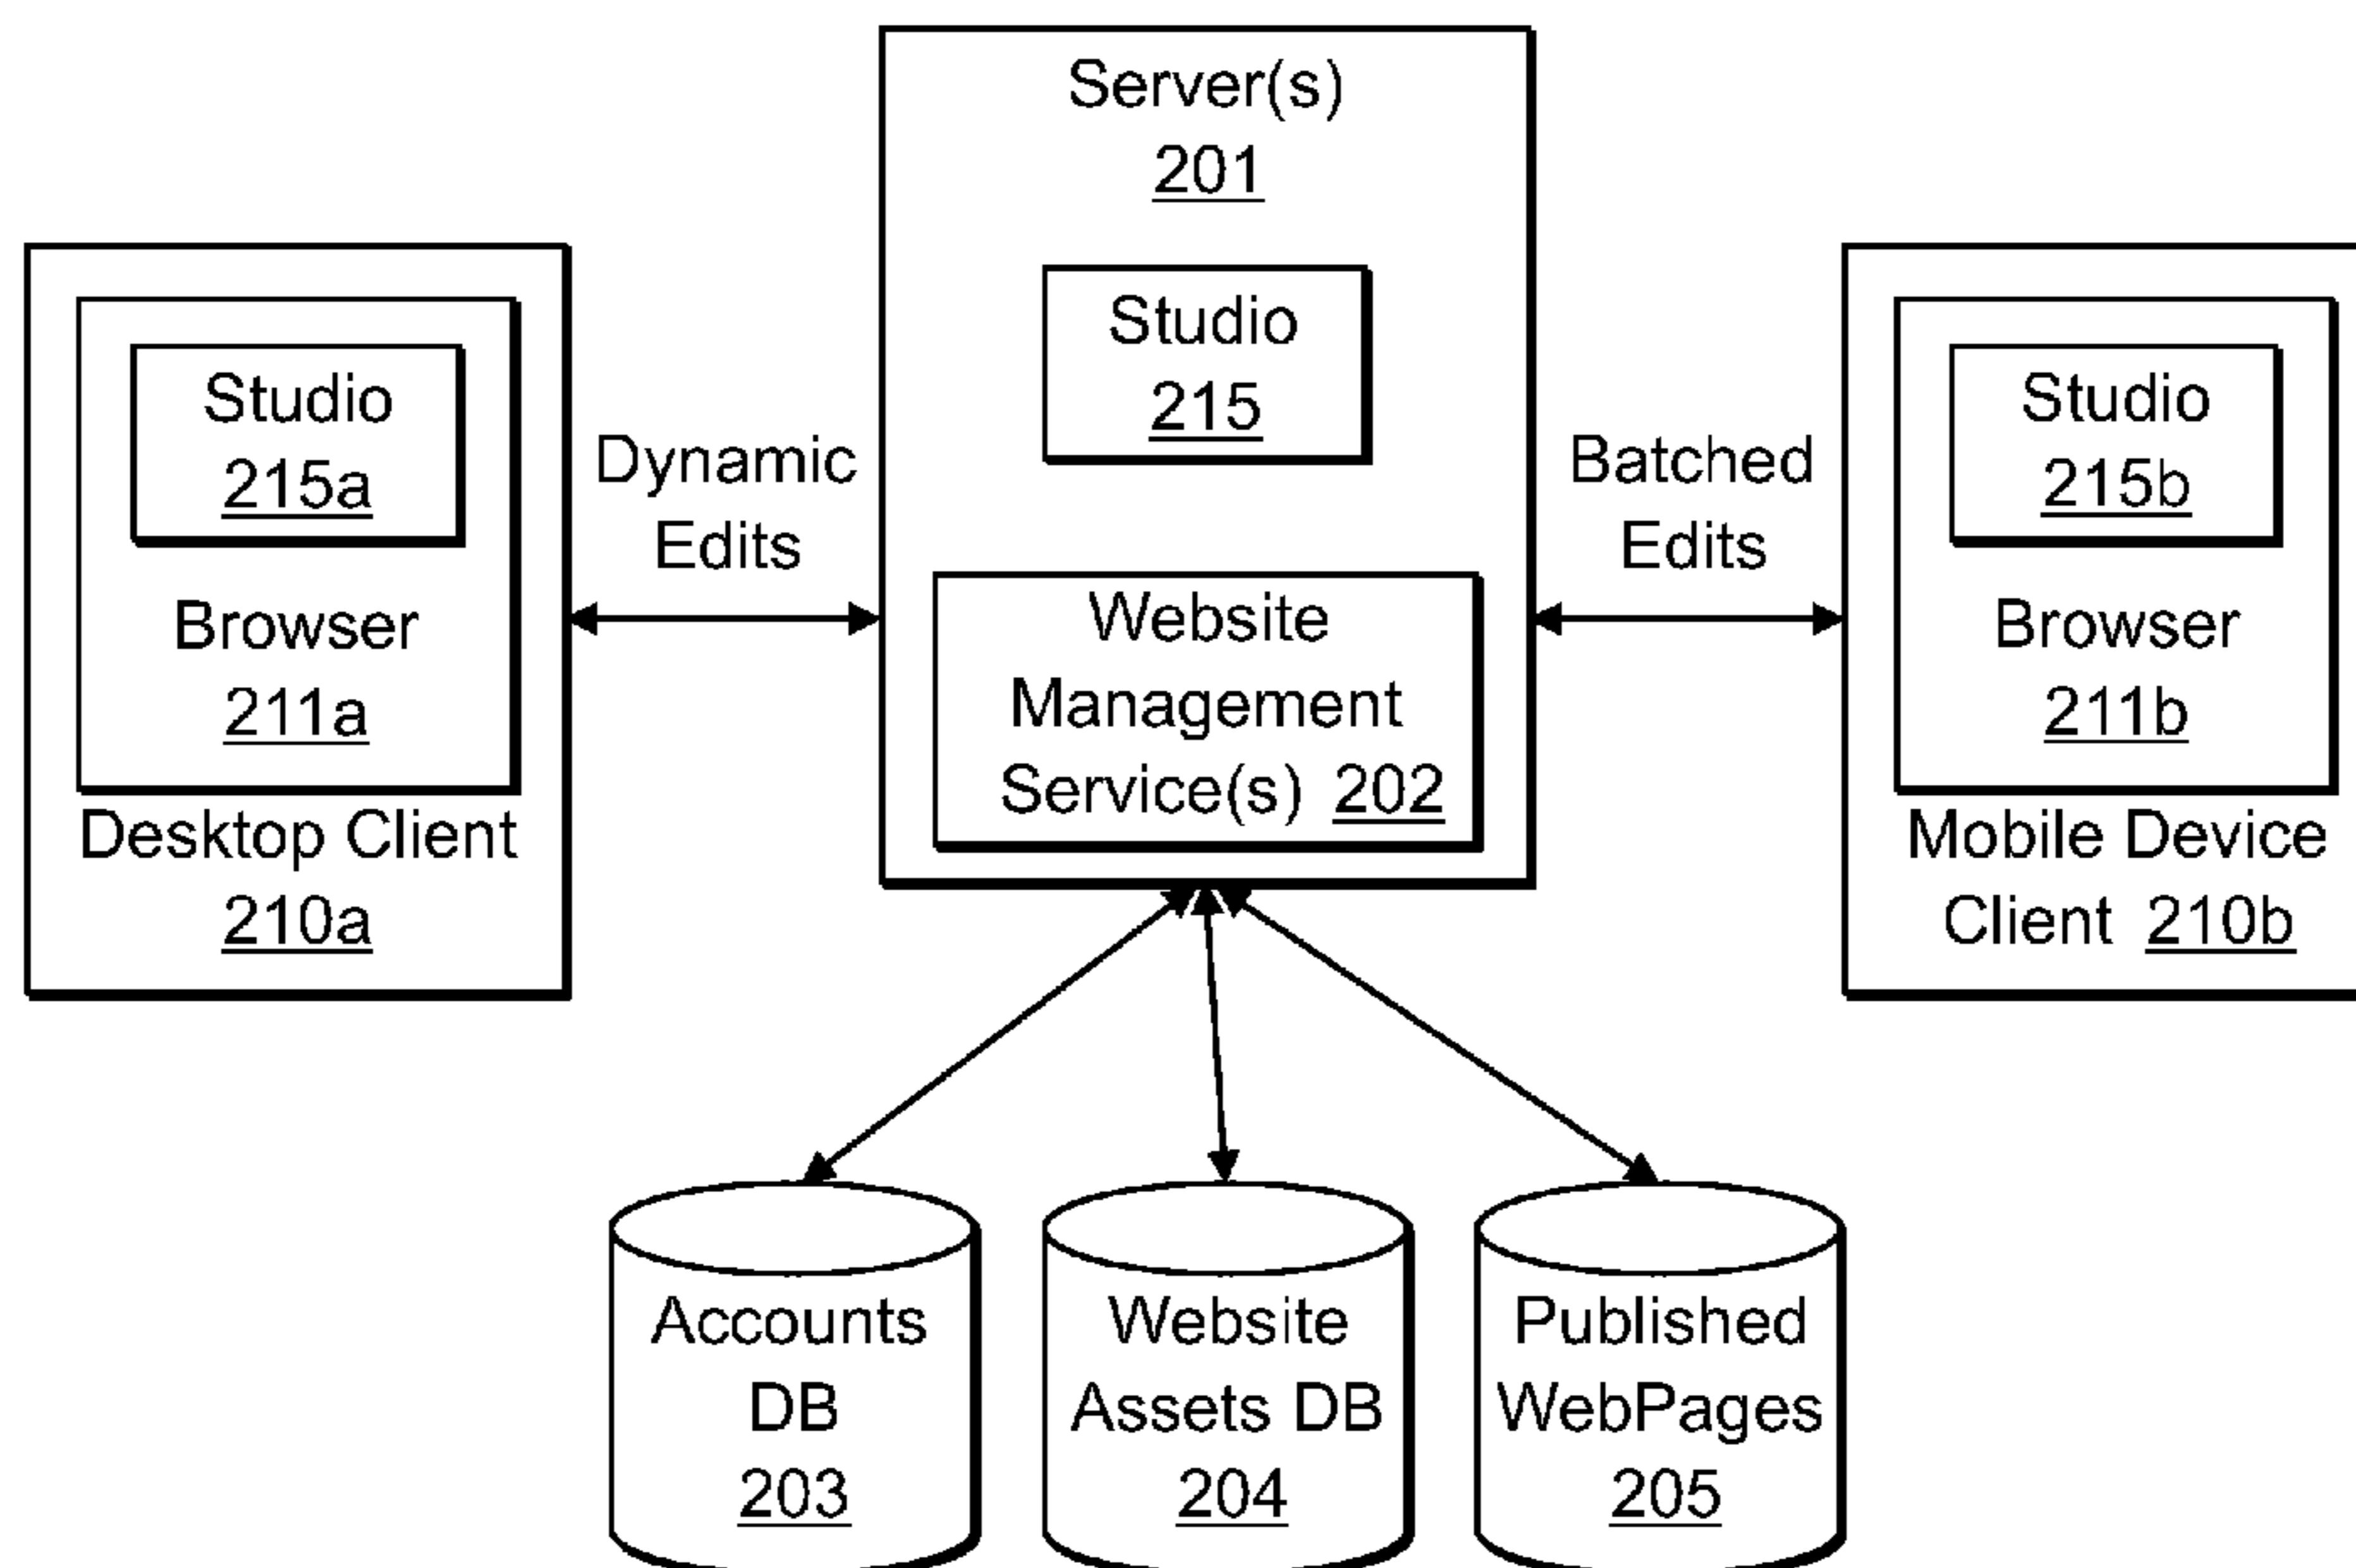 Server(s)
201
Studio
215
Website
Management
Service(s) 202
Studio
215a
Browser
211a
Desktop Client
210a
Dynamic
Edits
Batched
Edits
Studio
215b
Browser
211b
Mobile Device
Client 210b
Accounts
DB
203
Website
Assets DB
204
Published
WebPages
205